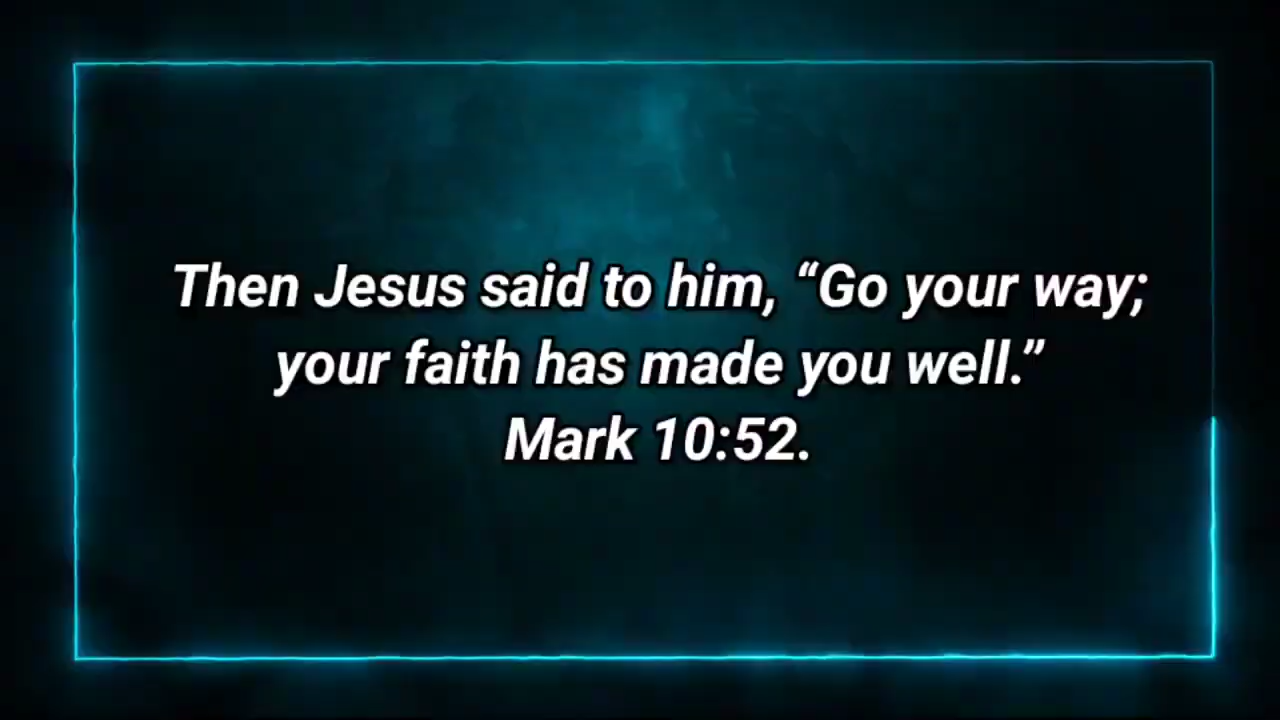 Then Jesus said to him, “Go your way;
your faith has made you well.”
Mark 10:52.